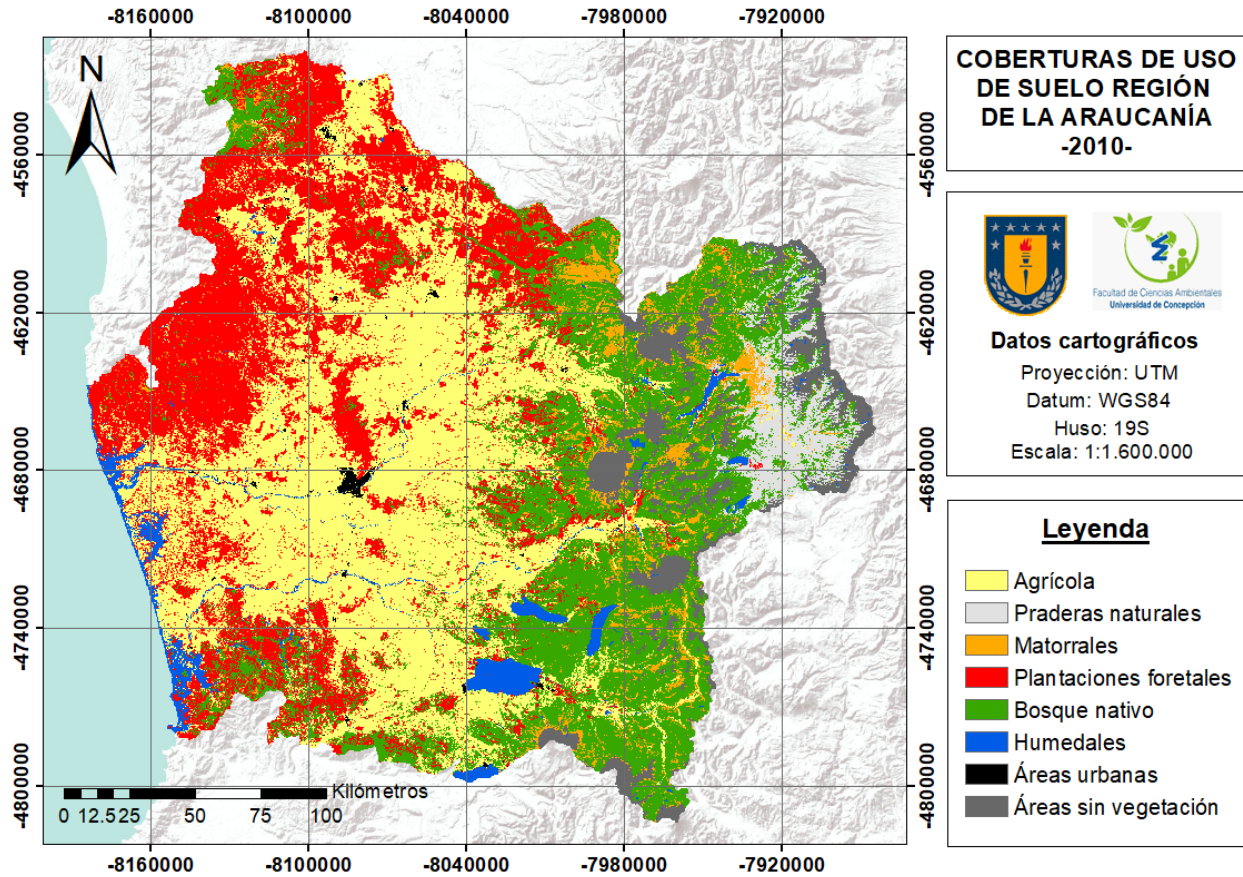 -8160000 -8100000 -8040000 -7980000 -7920000
N
-4560000
-4620000
-4680000
-4740000
-4800000
-4560000
-4620000
-4680000
-4740000
-4800000
Kilómetros
0 12.5 25 50 75 100
-8160000 -8100000 -8040000 -7980000 -7920000
COBERTURAS DE USO
DE SUELO REGIÓN
DE LA ARAUCANÍA
-2010-
Facultad de Ciencias Ambientales
Universidad de Concepción
Datos cartográficos
Proyección: UTM
Datum: WGS84
Huso: 19S
Escala: 1:1.600.000
Leyenda
Agrícola
Praderas naturales
Matorrales
Plantaciones foretales
Bosque nativo
Humedales
Áreas urbanas
Áreas sin vegetación